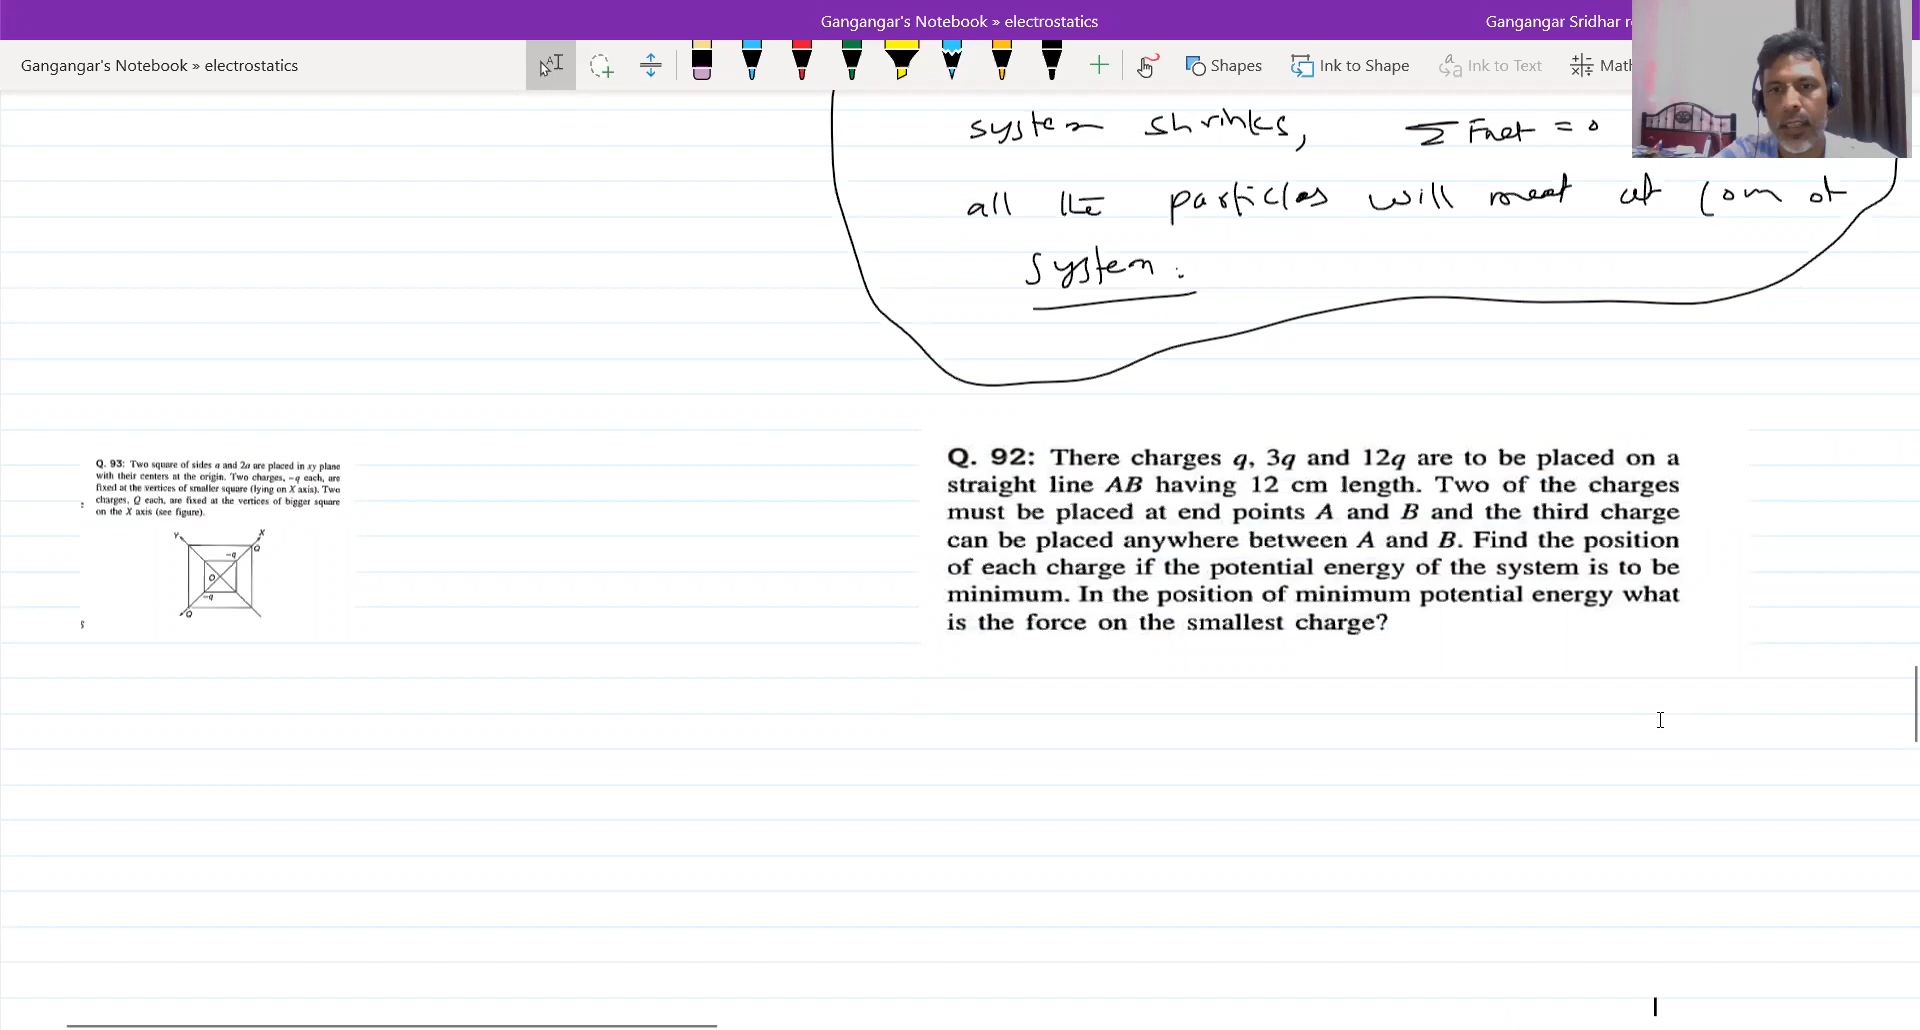 Gangangar's Notebook » electrostatics
Gangangar Sridhar
Gangangar's Notebook » electrostatics
Shapes
Ink to Shape
Ink to Text
Math
system shrinks, Σ Fnet = 0
all the particles will meet at Com of
system.
Q. 93: Two square of sides a and 2a are placed in xy plane
with their centers at the origin. Two charges, –q each, are
fixed at the vertices of smaller square (lying on X axis). Two
charges, Q each, are fixed at the vertices of bigger square
on the X axis (see figure).
Y
X
Q
–q
O
–q
Q
Q. 92: There charges q, 3q and 12q are to be placed on a
straight line AB having 12 cm length. Two of the charges
must be placed at end points A and B and the third charge
can be placed anywhere between A and B. Find the position
of each charge if the potential energy of the system is to be
minimum. In the position of minimum potential energy what
is the force on the smallest charge?